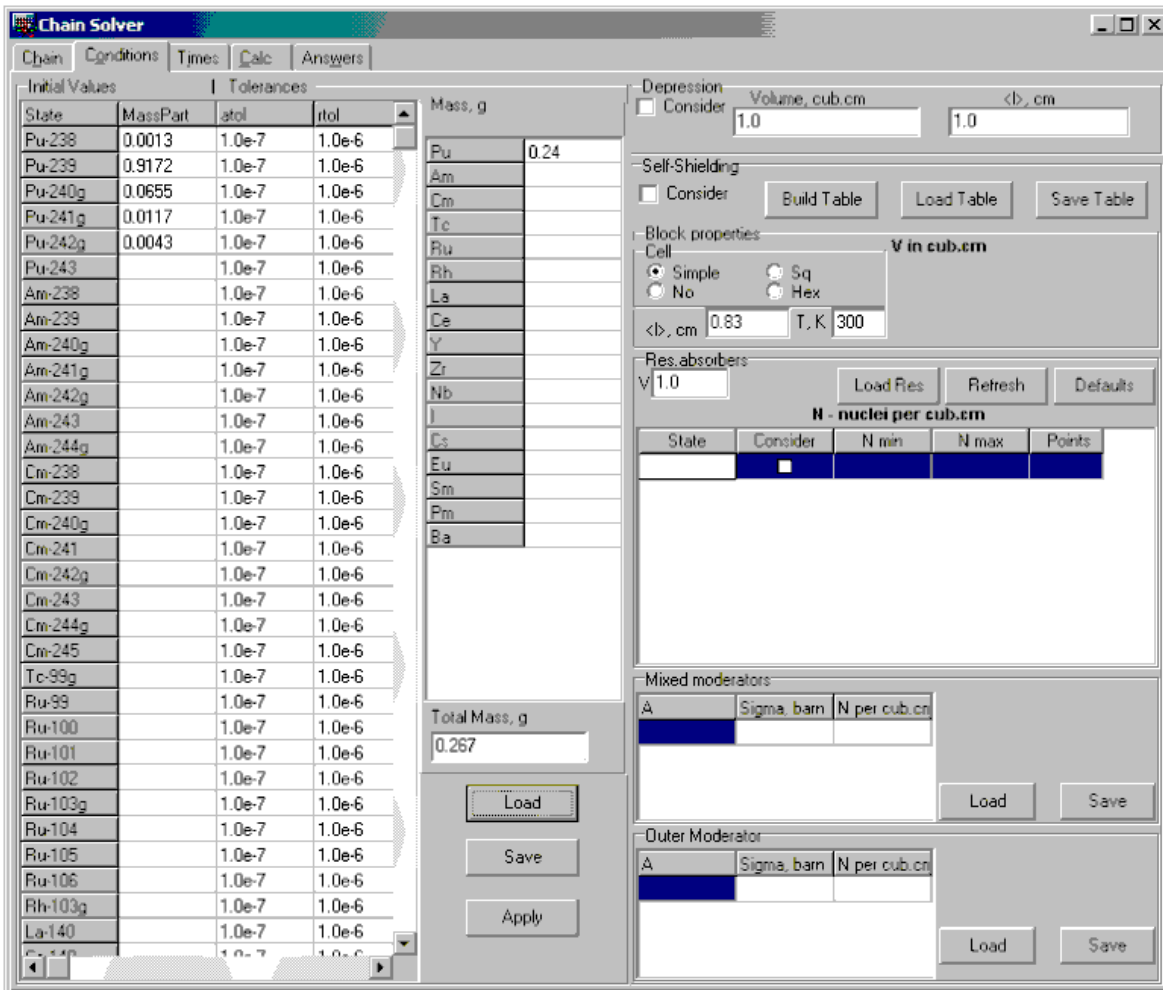 Chain Solver
Chain Conditions Times Calc Answers
Initial Values Tolerances
State MassPart atol rtol
Pu-238 0.0013 1.0e-7 1.0e-6
Pu-239 0.9172 1.0e-7 1.0e-6
Pu-240g 0.0655 1.0e-7 1.0e-6
Pu-241g 0.0117 1.0e-7 1.0e-6
Pu-242g 0.0043 1.0e-7 1.0e-6
Pu-243 1.0e-7 1.0e-6
Am-238 1.0e-7 1.0e-6
Am-239 1.0e-7 1.0e-6
Am-240g 1.0e-7 1.0e-6
Am-241g 1.0e-7 1.0e-6
Am-242g 1.0e-7 1.0e-6
Am-243 1.0e-7 1.0e-6
Am-244g 1.0e-7 1.0e-6
Cm-238 1.0e-7 1.0e-6
Cm-239 1.0e-7 1.0e-6
Cm-240g 1.0e-7 1.0e-6
Cm-241 1.0e-7 1.0e-6
Cm-242g 1.0e-7 1.0e-6
Cm-243 1.0e-7 1.0e-6
Cm-244g 1.0e-7 1.0e-6
Cm-245 1.0e-7 1.0e-6
Tc-99g 1.0e-7 1.0e-6
Ru-99 1.0e-7 1.0e-6
Ru-100 1.0e-7 1.0e-6
Ru-101 1.0e-7 1.0e-6
Ru-102 1.0e-7 1.0e-6
Ru-103g 1.0e-7 1.0e-6
Ru-104 1.0e-7 1.0e-6
Ru-105 1.0e-7 1.0e-6
Ru-106 1.0e-7 1.0e-6
Rh-103g 1.0e-7 1.0e-6
La-140 1.0e-7 1.0e-6
Mass, g
Pu 0.24
Am
Cm
Tc
Ru
Rh
La
Ce
Y
Zr
Nb
I
Cs
Eu
Sm
Pm
Ba
Total Mass, g
0.267
Load
Save
Apply
Depression
Consider Volume, cub.cm <l>, cm
1.0 1.0
Self-Shielding
Consider Build Table Load Table Save Table
Block properties
Cell V in cub.cm
Simple Sq
No Hex
<l>, cm 0.83 T, K 300
Res.absorbers
V 1.0 Load Res Refresh Defaults
N - nuclei per cub.cm
State Consider N min N max Points
Mixed moderators
A Sigma, barn N per cub.cm
Load Save
Outer Moderator
A Sigma, barn N per cub.cm
Load Save